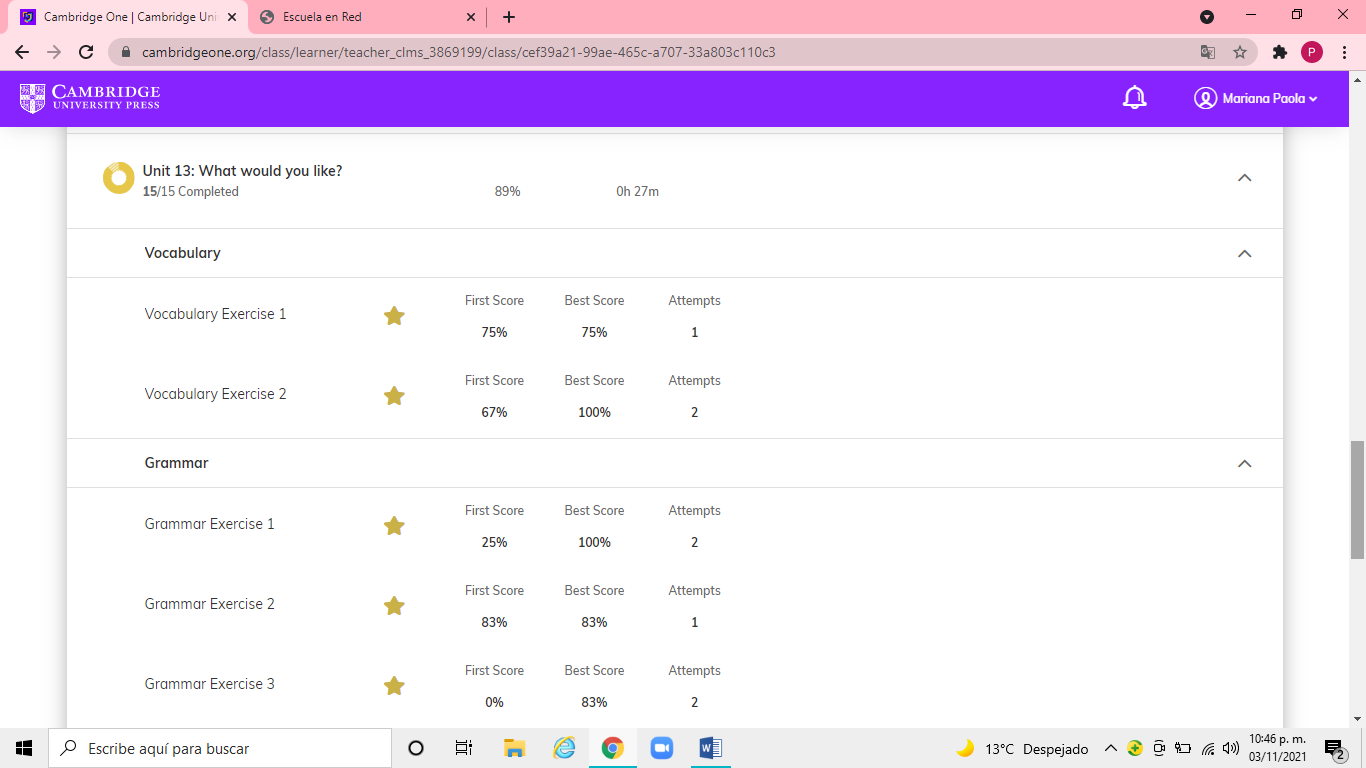 Cambridge One | Cambridge Uni
Escuela en Red
cambridgeone.org/class/learner/teacher_clms_3869199/class/cef39a21-99ae-465c-a707-33a803c110c3
P
CAMBRIDGE
UNIVERSITY PRESS
Mariana Paola
Unit 13: What would you like?
15/15 Completed 89% 0h 27m
Vocabulary
First Score Best Score Attempts
Vocabulary Exercise 1
75% 75% 1
First Score Best Score Attempts
Vocabulary Exercise 2
67% 100% 2
Grammar
First Score Best Score Attempts
Grammar Exercise 1
25% 100% 2
First Score Best Score Attempts
Grammar Exercise 2
83% 83% 1
First Score Best Score Attempts
Grammar Exercise 3
0% 83% 2
Escribe aquí para buscar
13°C Despejado
10:46 p. m.
03/11/2021
2